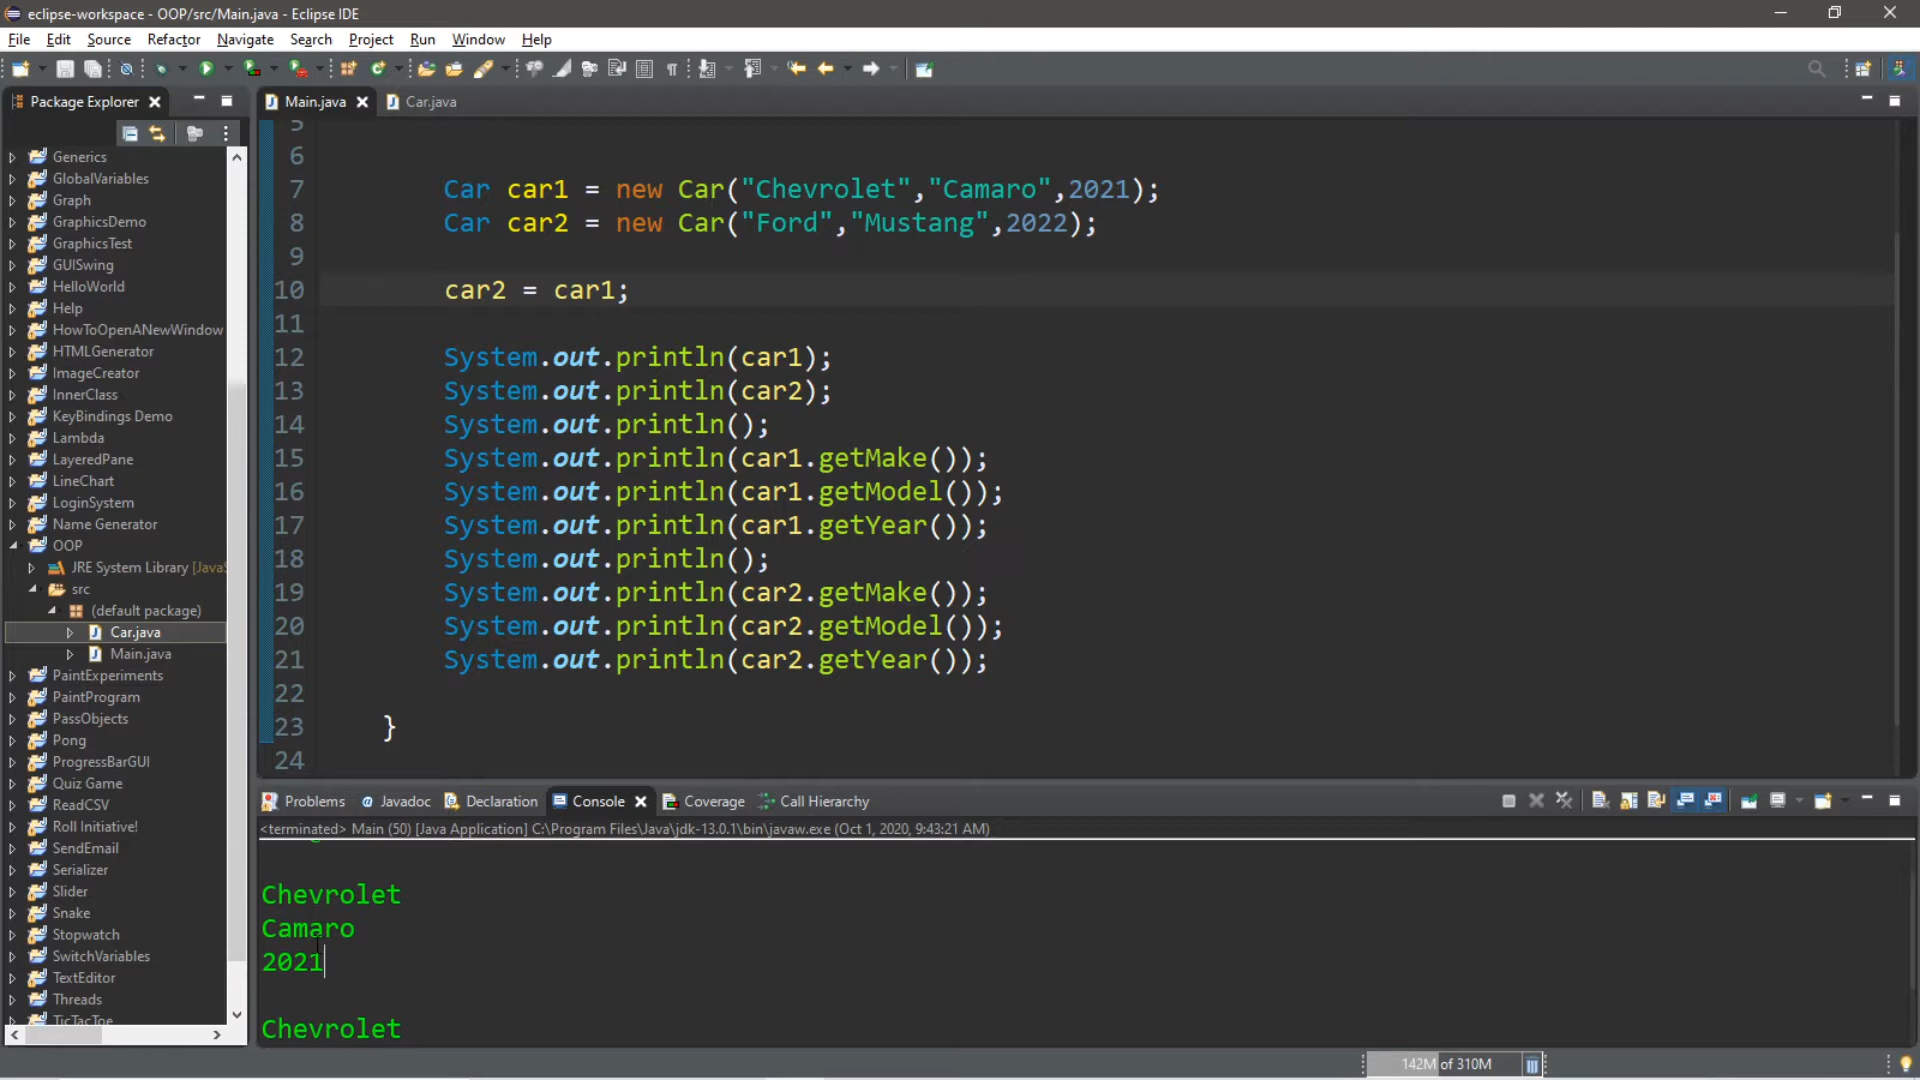 eclipse-workspace - OOP/src/Main.java - Eclipse IDE
File Edit Source Refactor Navigate Search Project Run Window Help
Package Explorer
Generics
GlobalVariables
Graph
GraphicsDemo
GraphicsTest
GUISwing
HelloWorld
Help
HowToOpenANewWindow
HTMLGenerator
ImageCreator
InnerClass
KeyBindings Demo
Lambda
LayeredPane
LineChart
LoginSystem
Name Generator
OOP
JRE System Library [JavaS
src
(default package)
Car.java
Main.java
PaintExperiments
PaintProgram
PassObjects
Pong
ProgressBarGUI
Quiz Game
ReadCSV
Roll Initiative!
SendEmail
Serializer
Slider
Snake
Stopwatch
SwitchVariables
TextEditor
Threads
TicTacToe
Main.java Car.java
5
6
7 Car car1 = new Car("Chevrolet","Camaro",2021);
8 Car car2 = new Car("Ford","Mustang",2022);
9
10 car2 = car1;
11
12 System.out.println(car1);
13 System.out.println(car2);
14 System.out.println();
15 System.out.println(car1.getMake());
16 System.out.println(car1.getModel());
17 System.out.println(car1.getYear());
18 System.out.println();
19 System.out.println(car2.getMake());
20 System.out.println(car2.getModel());
21 System.out.println(car2.getYear());
22
23 }
24
Problems Javadoc Declaration Console Coverage Call Hierarchy
<terminated> Main (50) [Java Application] C:\Program Files\Java\jdk-13.0.1\bin\javaw.exe (Oct 1, 2020, 9:43:21 AM)
Chevrolet
Camaro
2021
Chevrolet
142M of 310M